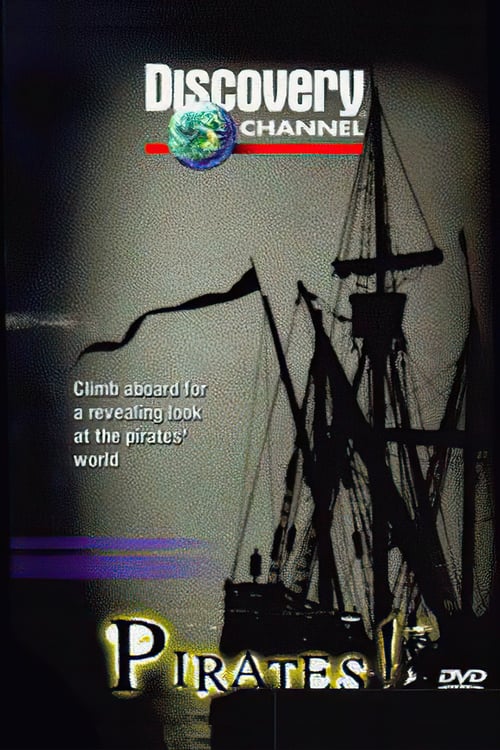 DISCOVERY
CHANNEL
Climb aboard for
a revealing look
at the pirates'
world
PIRATES!
DVD